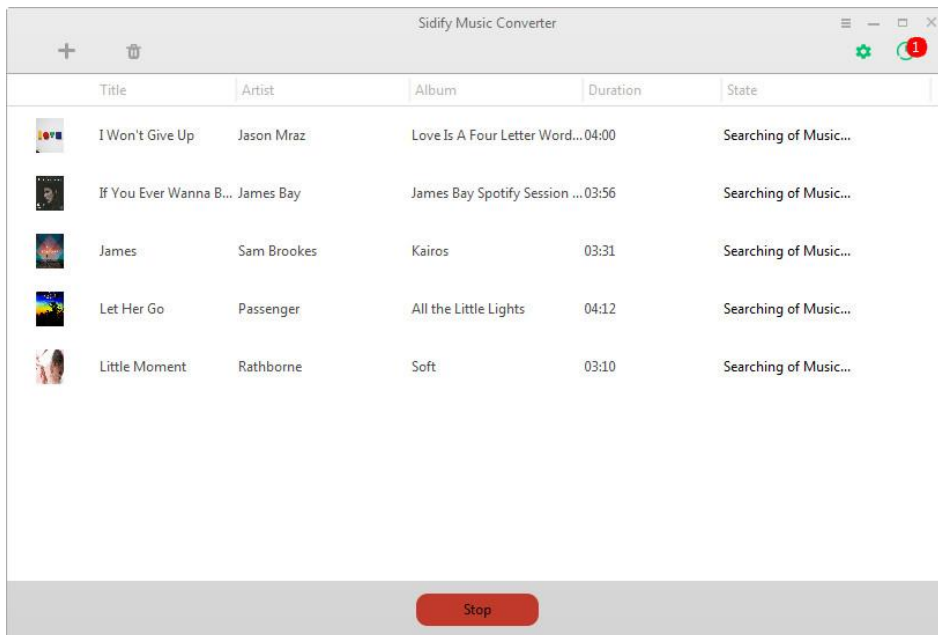 Sidify Music Converter
1
Title Artist Album Duration State
I Won't Give Up Jason Mraz Love Is A Four Letter Word... 04:00 Searching of Music...
If You Ever Wanna B... James Bay James Bay Spotify Session ... 03:56 Searching of Music...
James Sam Brookes Kairos 03:31 Searching of Music...
Let Her Go Passenger All the Little Lights 04:12 Searching of Music...
Little Moment Rathborne Soft 03:10 Searching of Music...
Stop